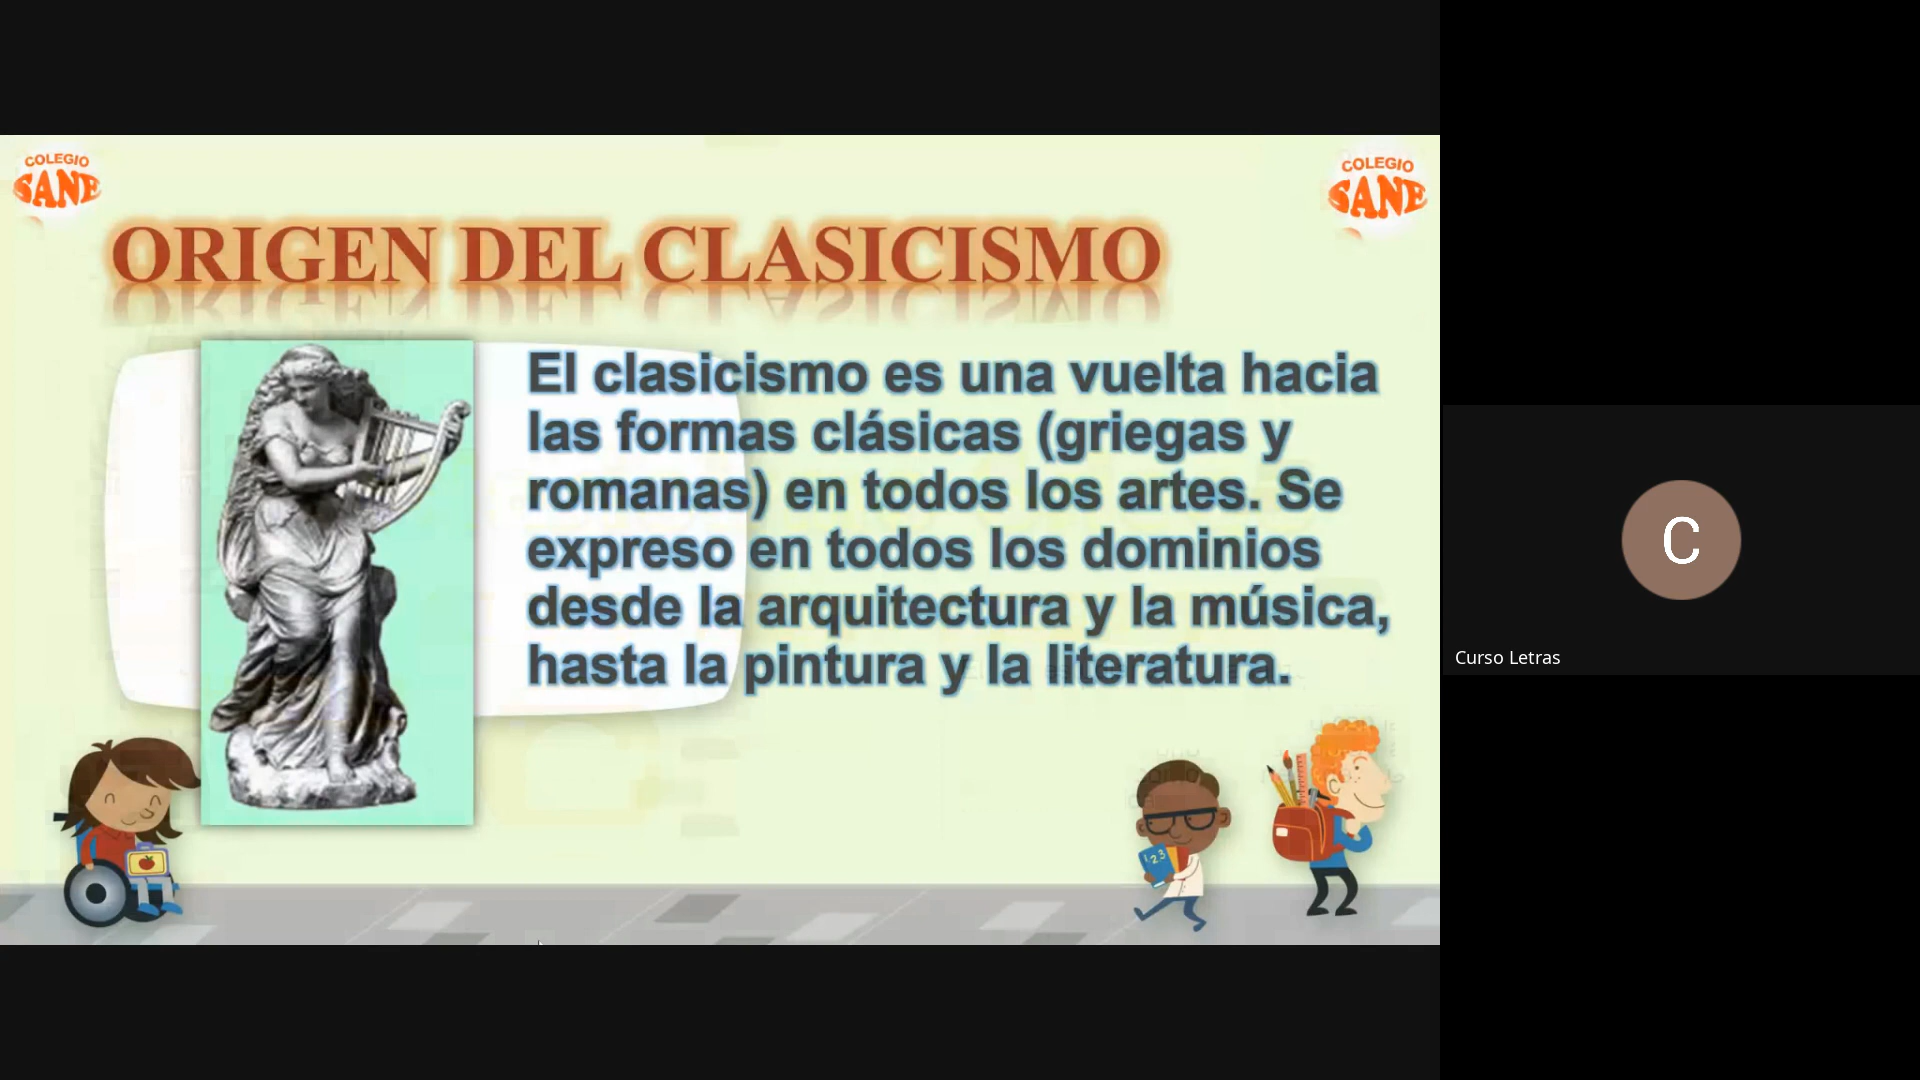 COLEGIO
SANE
COLEGIO
SANE
ORIGEN DEL CLASICISMO
El clasicismo es una vuelta hacia
las formas clásicas (griegas y
romanas) en todos los artes. Se
expreso en todos los dominios
desde la arquitectura y la música,
hasta la pintura y la literatura.
123
C
Curso Letras